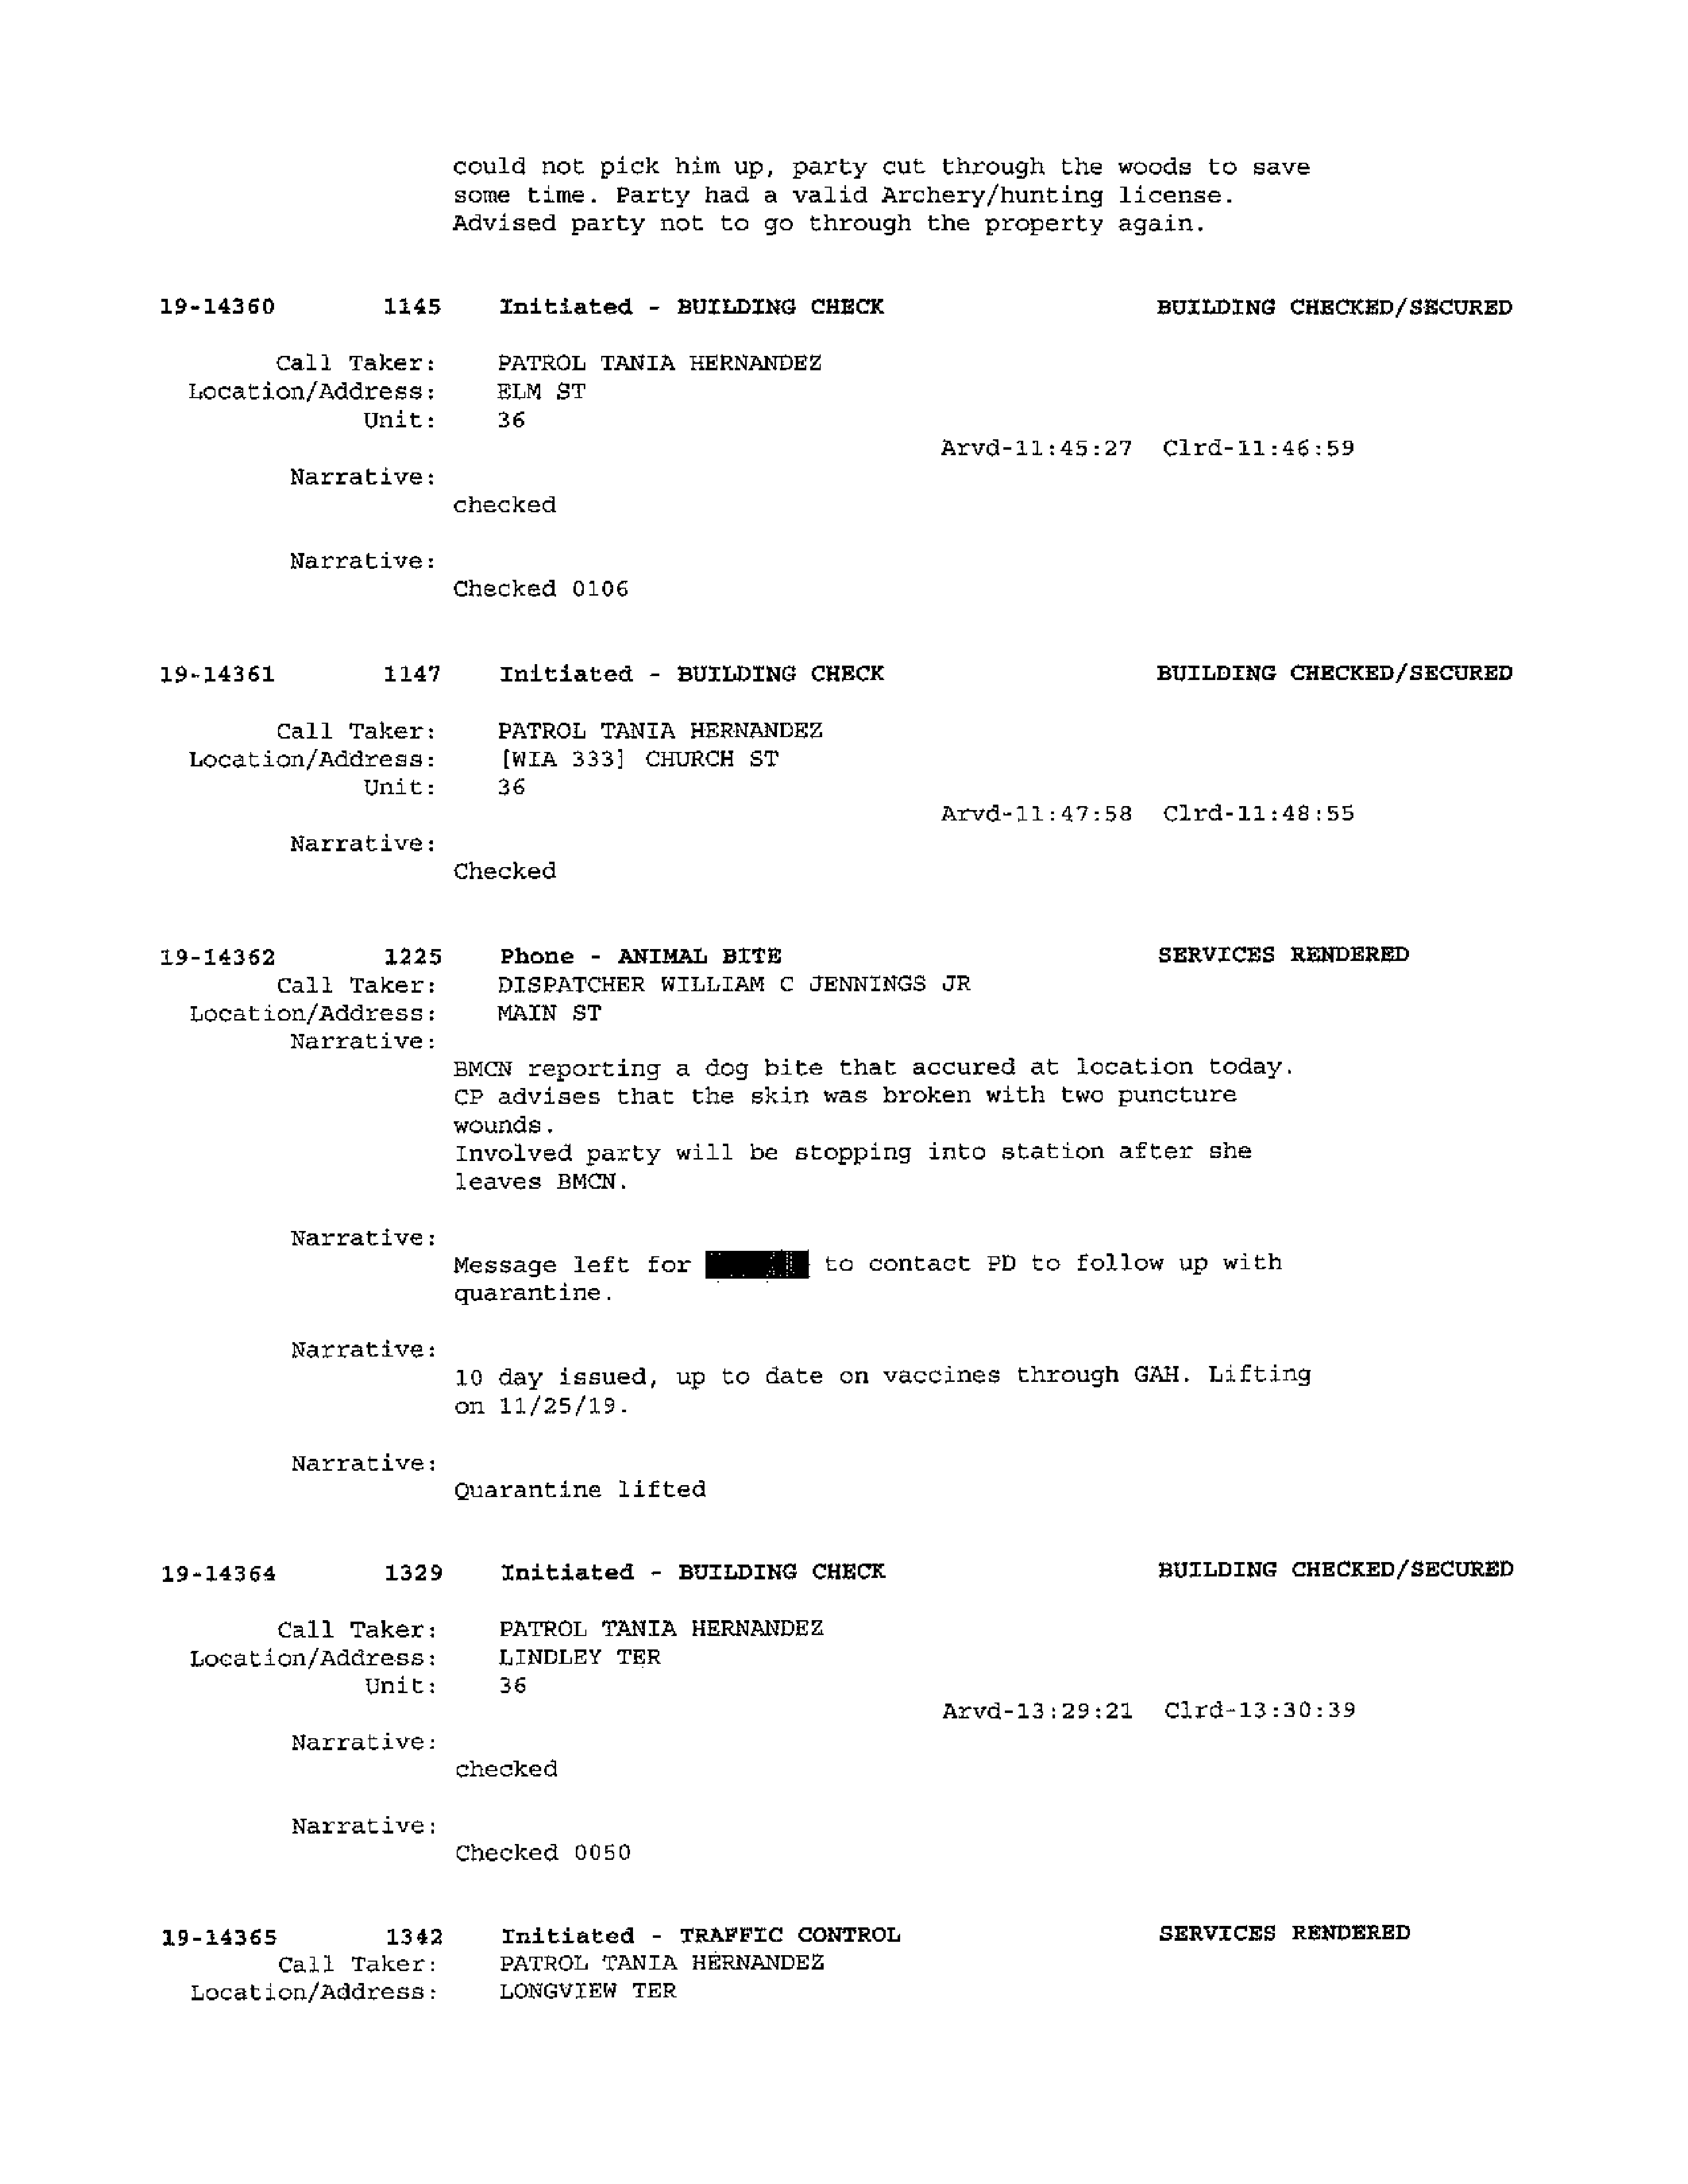 could not pick him up, party cut through the woods to save
some time. Party had a valid Archery/hunting license.
Advised party not to go through the property again.
19-14360 1145 Initiated - BUILDING CHECK BUILDING CHECKED/SECURED
Call Taker: PATROL TANIA HERNANDEZ
Location/Address: ELM ST
Unit: 36
Arvd-11:45:27 Clrd-11:46:59
Narrative:
checked
Narrative:
Checked 0106
19-14361 1147 Initiated - BUILDING CHECK BUILDING CHECKED/SECURED
Call Taker: PATROL TANIA HERNANDEZ
Location/Address: [WIA 333] CHURCH ST
Unit: 36
Arvd-11:47:58 Clrd-11:48:55
Narrative:
Checked
19-14362 1225 Phone - ANIMAL BITE SERVICES RENDERED
Call Taker: DISPATCHER WILLIAM C JENNINGS JR
Location/Address: MAIN ST
Narrative:
BMCN reporting a dog bite that accured at location today.
CP advises that the skin was broken with two puncture
wounds.
Involved party will be stopping into station after she
leaves BMCN.
Narrative:
Message left for to contact PD to follow up with
quarantine.
Narrative:
10 day issued, up to date on vaccines through GAH. Lifting
on 11/25/19.
Narrative:
Quarantine lifted
19-14364 1329 Initiated - BUILDING CHECK BUILDING CHECKED/SECURED
Call Taker: PATROL TANIA HERNANDEZ
Location/Address: LINDLEY TER
Unit: 36
Arvd-13:29:21 Clrd-13:30:39
Narrative:
checked
Narrative:
Checked 0050
19-14365 1342 Initiated - TRAFFIC CONTROL SERVICES RENDERED
Call Taker: PATROL TANIA HERNANDEZ
Location/Address: LONGVIEW TER